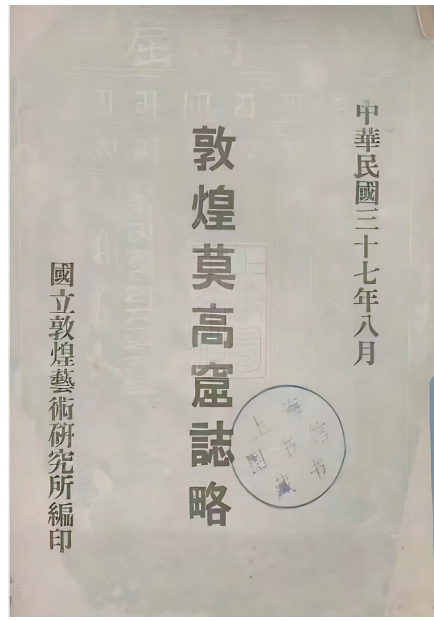 中華民國三十七年八月
敦煌莫高窟誌略
國立敦煌藝術研究所編印
上海
图书馆
藏书